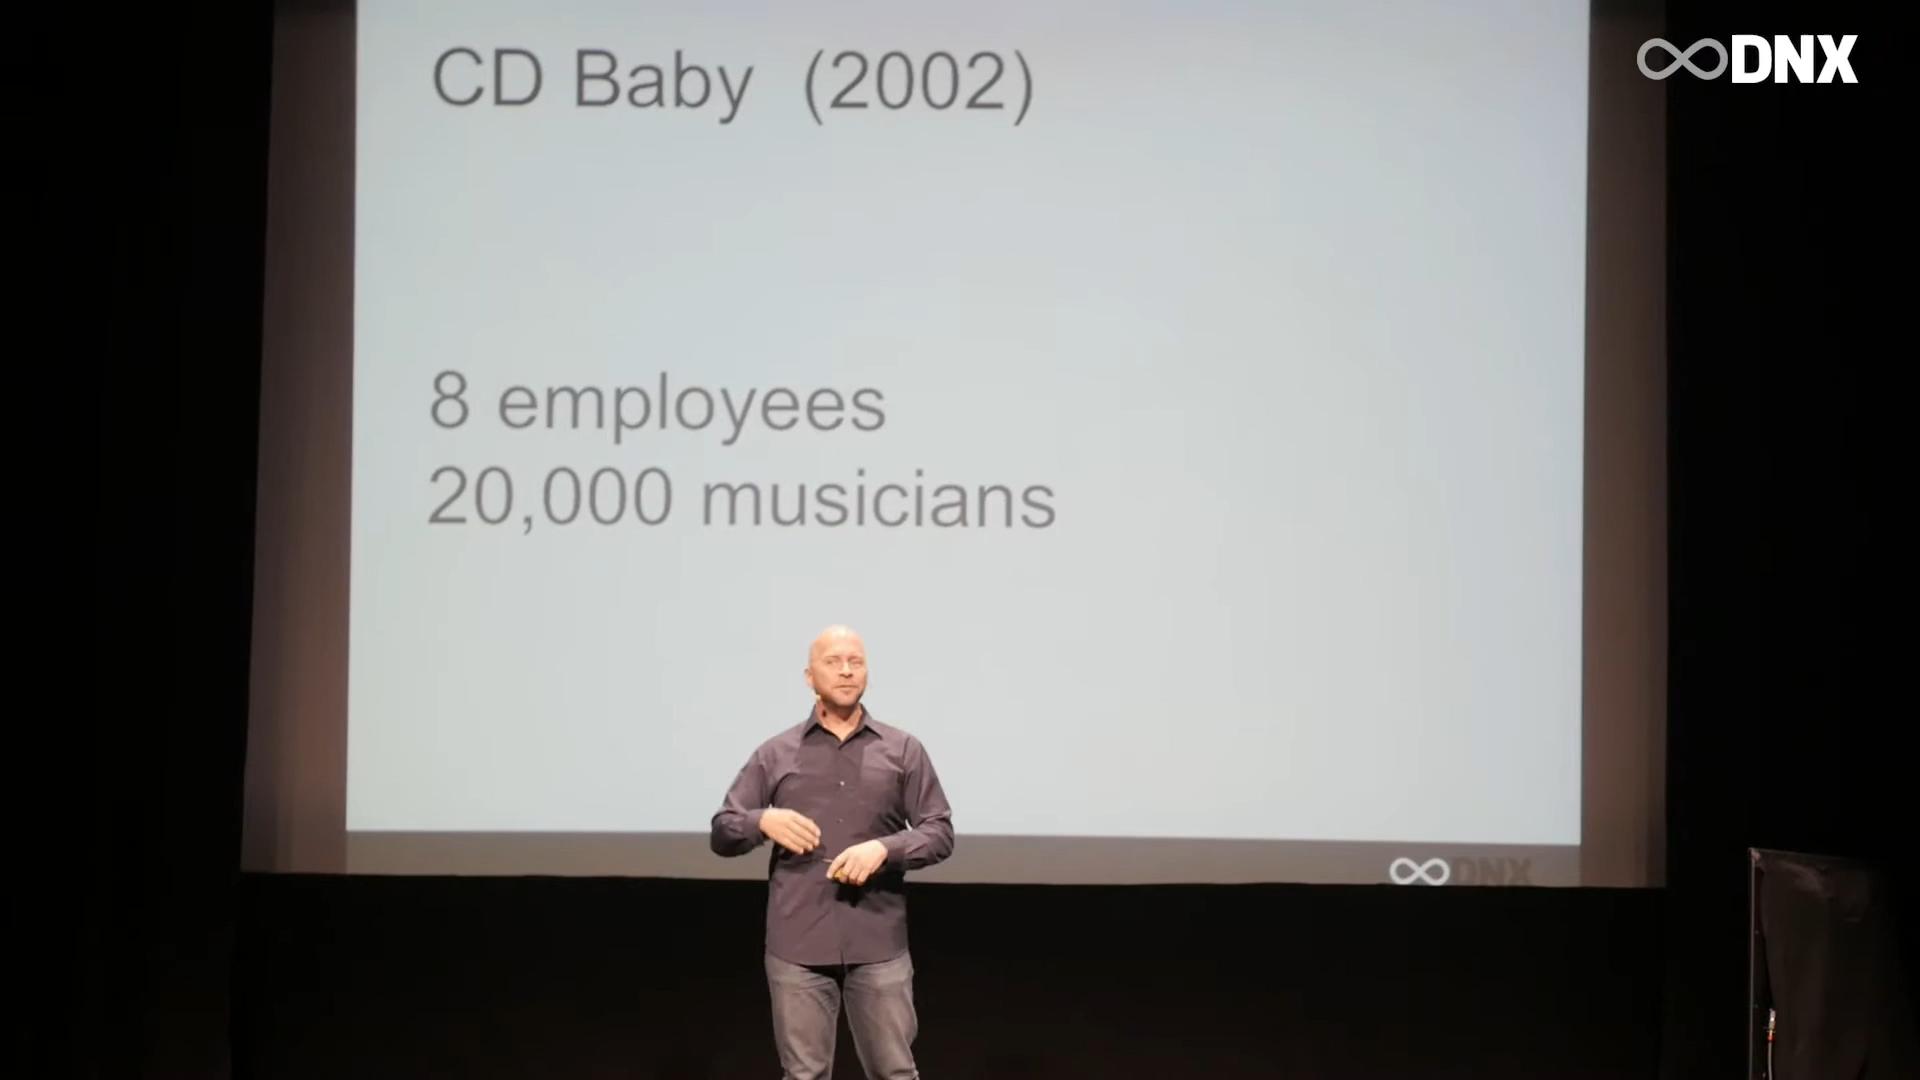 DNX
CD Baby (2002)
8 employees
20,000 musicians
DNX